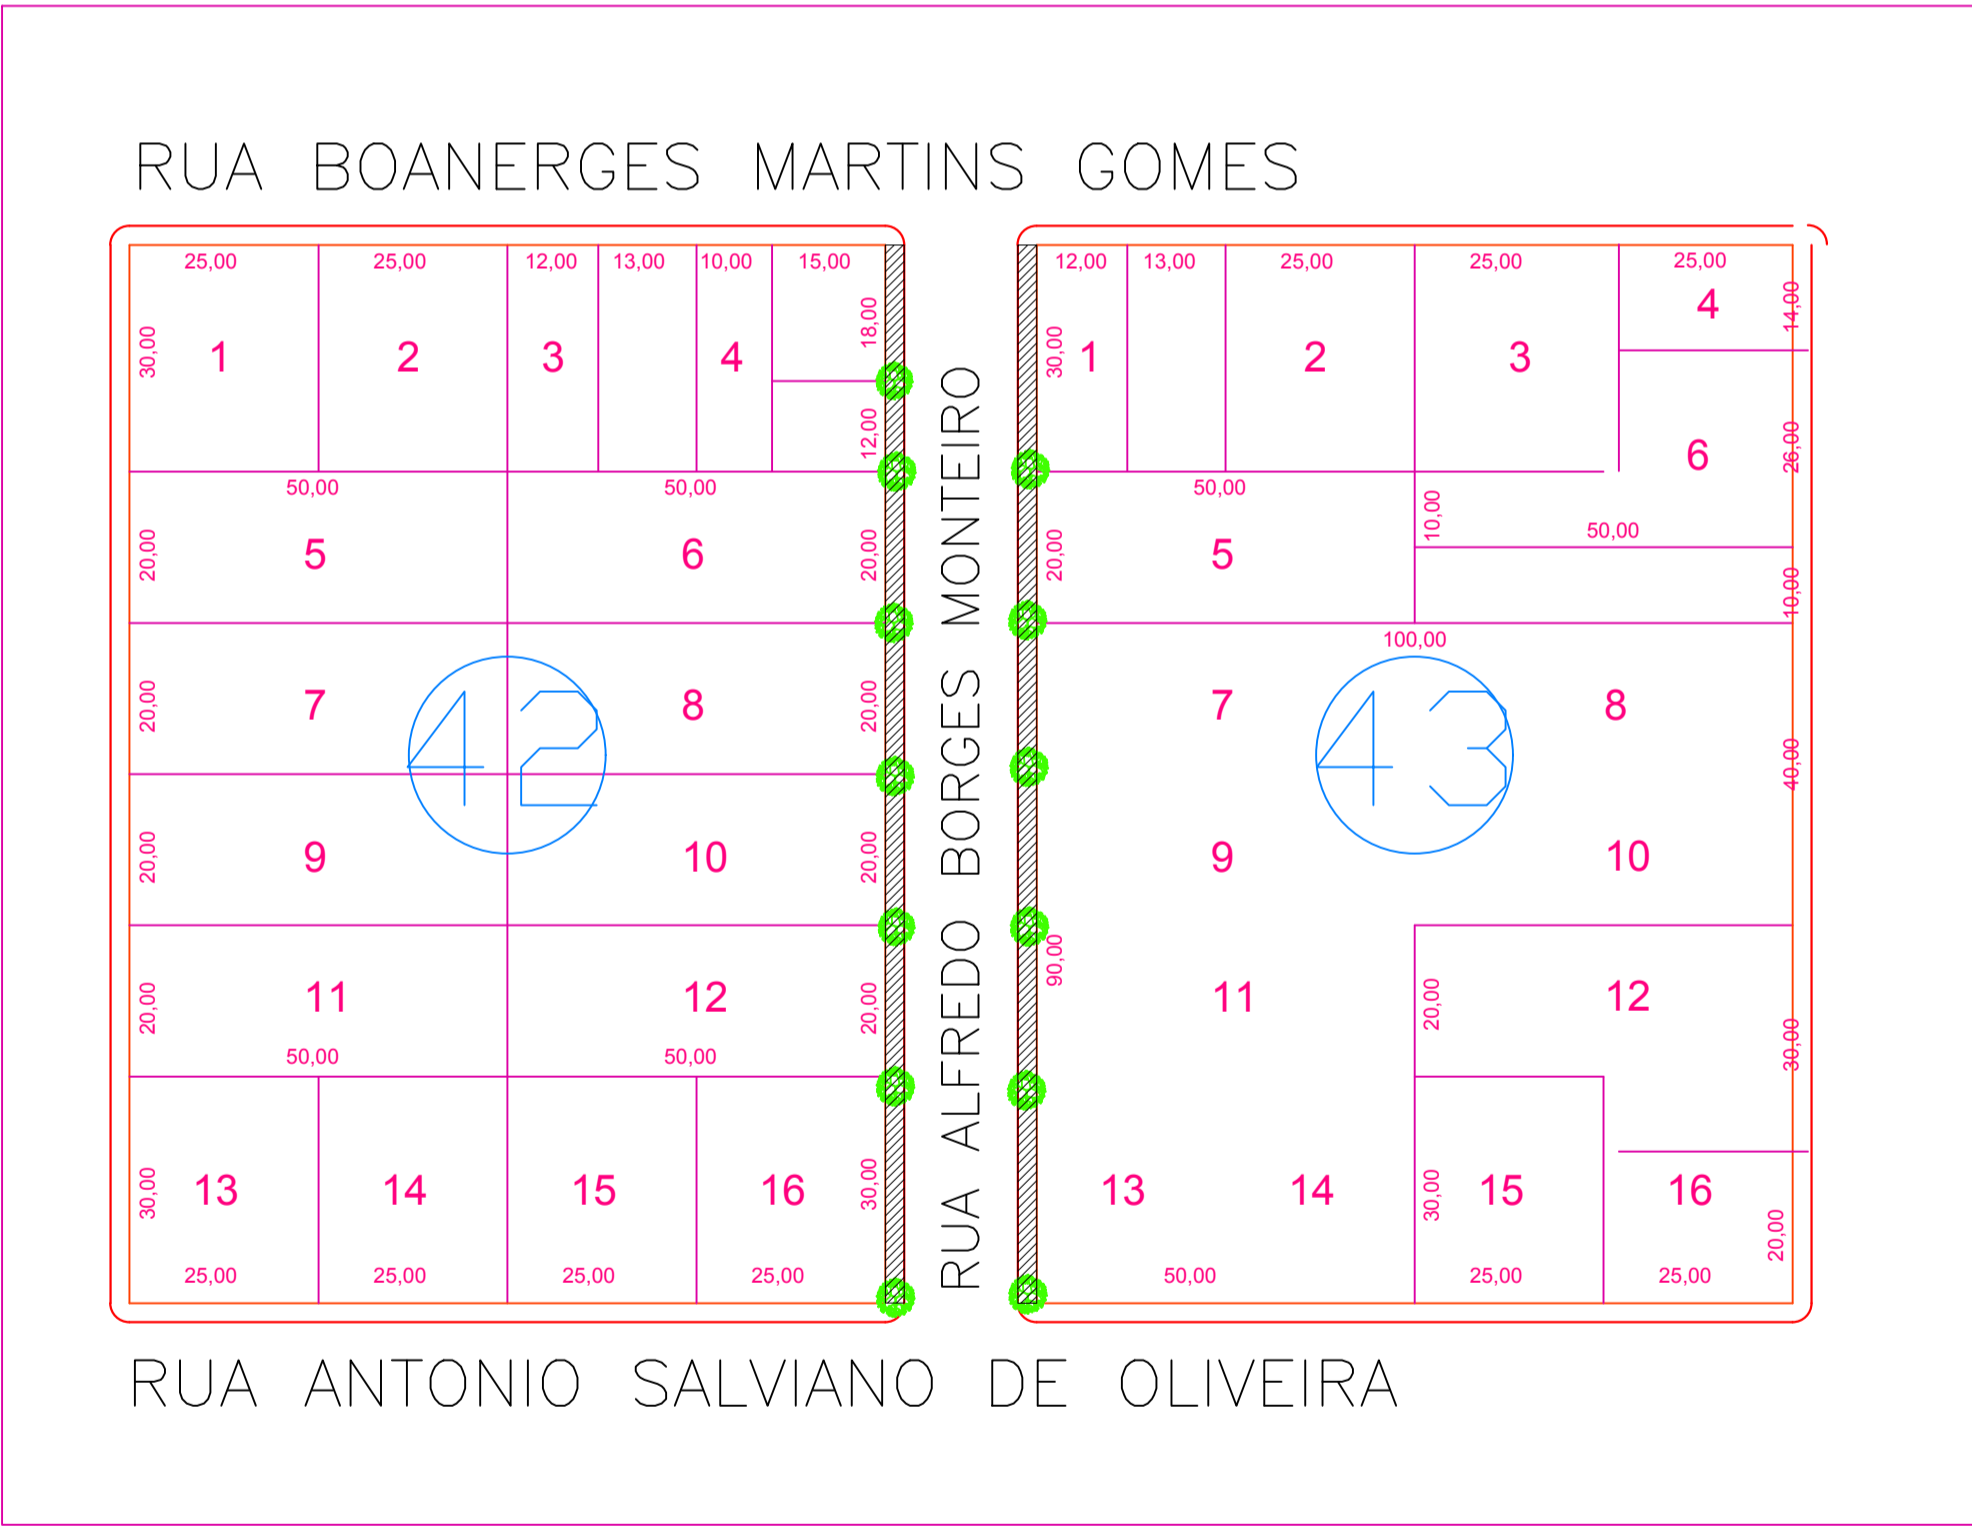 RUA BOANERGES MARTINS GOMES
25,00 25,00 12,00 13,00 10,00 15,00
30,00 1 2 3 4 18,00
12,00
50,00 50,00
20,00 5 6 20,00
20,00 7 8 20,00
42
20,00 9 10 20,00
20,00 11 12 20,00
50,00 50,00
30,00 13 14 15 16 30,00
25,00 25,00 25,00 25,00
RUA ALFREDO BORGES MONTEIRO
12,00 13,00 25,00 25,00 25,00
30,00 1 2 3 4 14,00
6 26,00
50,00 10,00 50,00
20,00 5 10,00
100,00
7 8
43 40,00
9 10
90,00
11 20,00 12 30,00
13 14 30,00 15 16 20,00
50,00 25,00 25,00
RUA ANTONIO SALVIANO DE OLIVEIRA